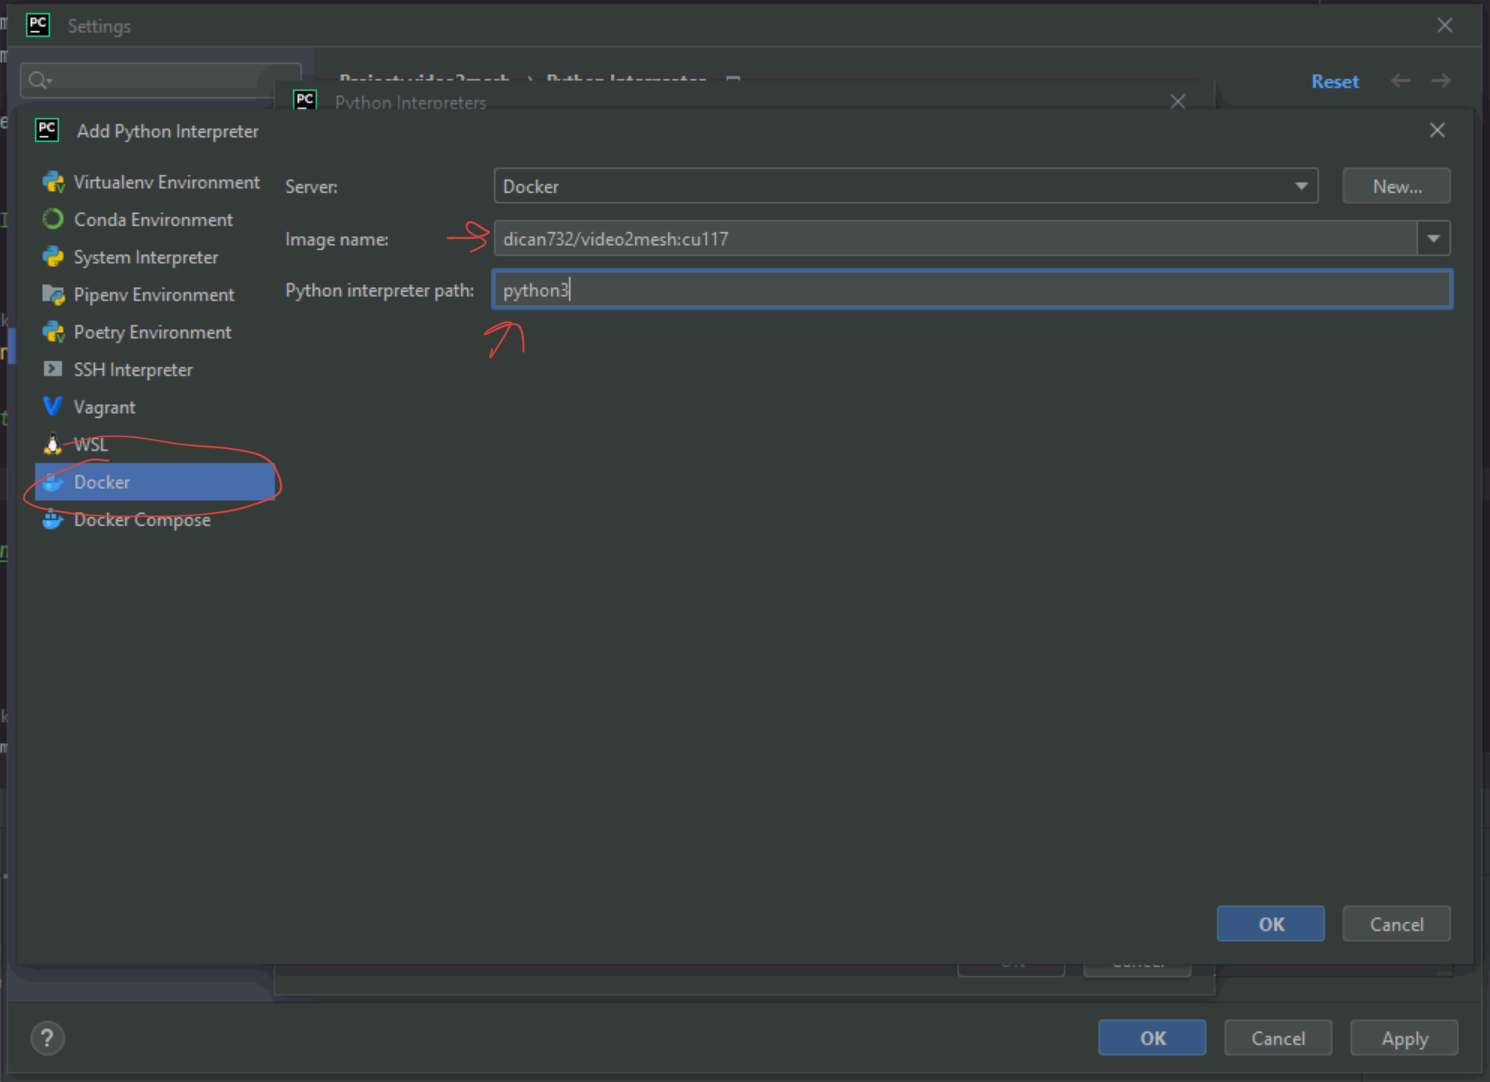 Settings
Project: video2mesh › Python Interpreter
Reset
Python Interpreters
Add Python Interpreter
Virtualenv Environment
Conda Environment
System Interpreter
Pipenv Environment
Poetry Environment
SSH Interpreter
Vagrant
WSL
Docker
Docker Compose
Server:
Docker
New...
Image name:
dican732/video2mesh:cu117
Python interpreter path:
python3
OK
Cancel
OK
Cancel
?
OK
Cancel
Apply